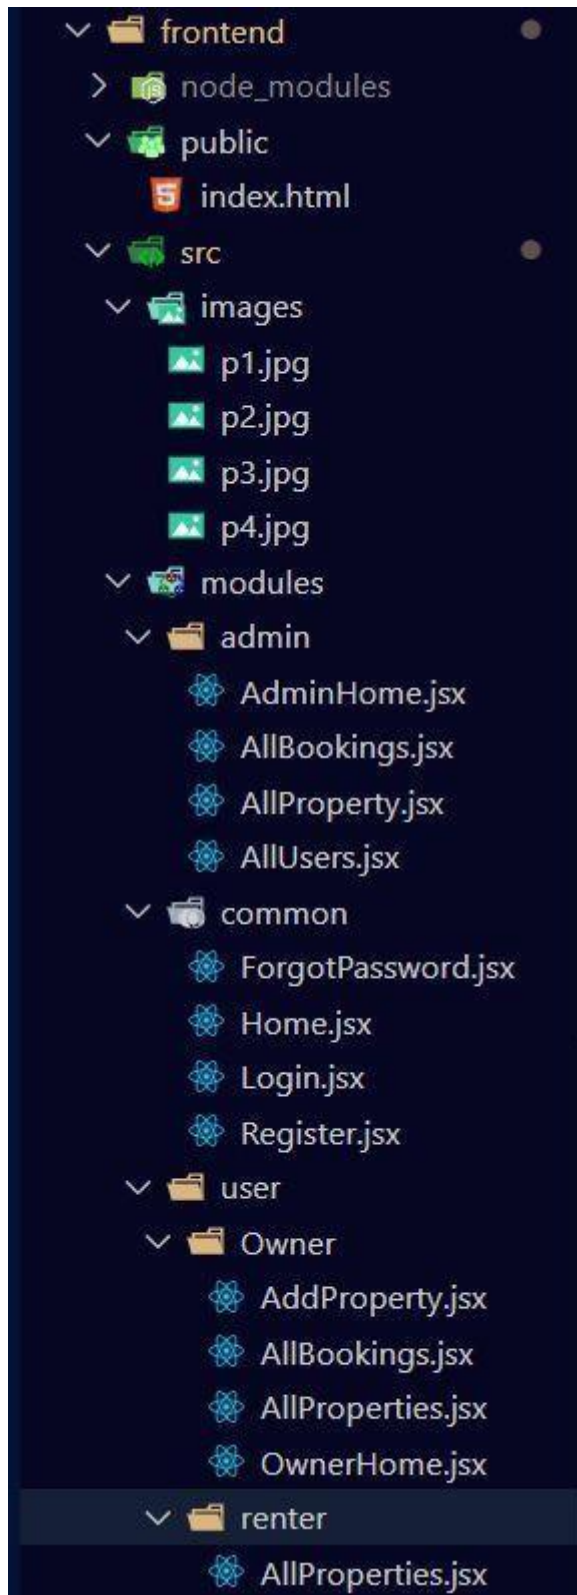 frontend
node_modules
public
index.html
src
images
p1.jpg
p2.jpg
p3.jpg
p4.jpg
modules
admin
AdminHome.jsx
AllBookings.jsx
AllProperty.jsx
AllUsers.jsx
common
ForgotPassword.jsx
Home.jsx
Login.jsx
Register.jsx
user
Owner
AddProperty.jsx
AllBookings.jsx
AllProperties.jsx
OwnerHome.jsx
renter
AllProperties.jsx